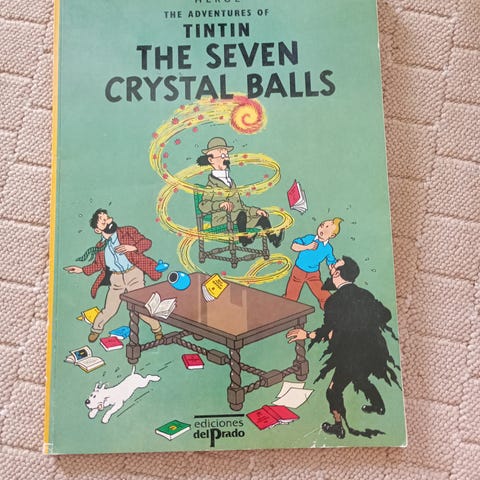 HERGÉ
THE ADVENTURES OF
TINTIN
THE SEVEN
CRYSTAL BALLS
ediciones
del Prado